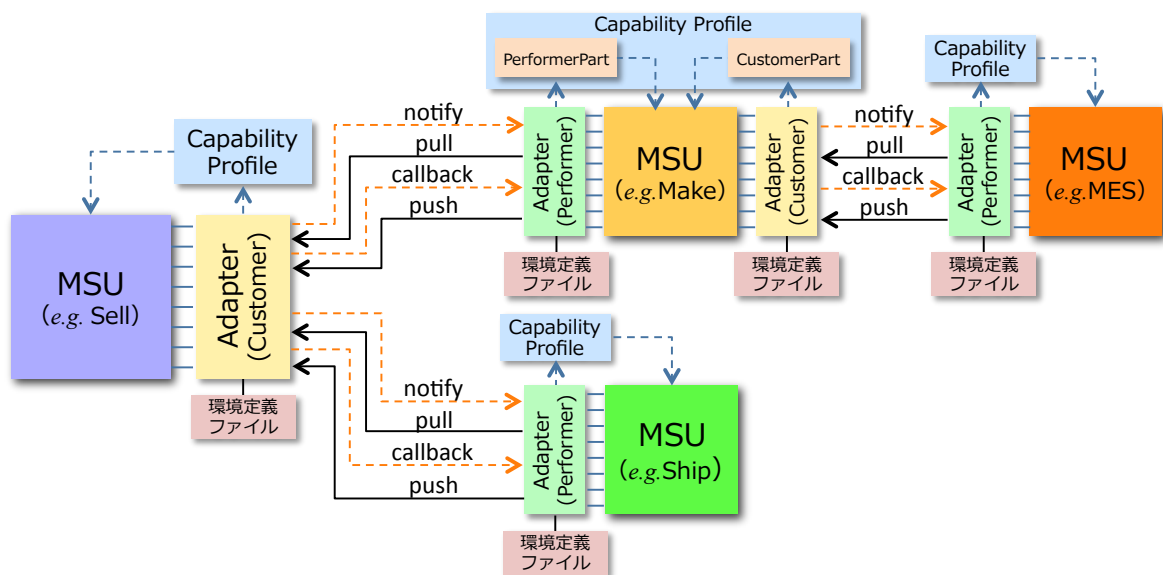 Capability Profile
PerformerPart
CustomerPart
Capability
Profile
notify
pull
callback
push
Adapter
(Performer)
MSU
(e.g.Make)
Adapter
(Customer)
notify
pull
callback
push
Adapter
(Performer)
MSU
(e.g.MES)
環境定義
ファイル
環境定義
ファイル
環境定義
ファイル
Capability
Profile
MSU
(e.g. Sell)
Adapter
(Customer)
環境定義
ファイル
Capability
Profile
notify
pull
callback
push
Adapter
(Performer)
MSU
(e.g.Ship)
環境定義
ファイル